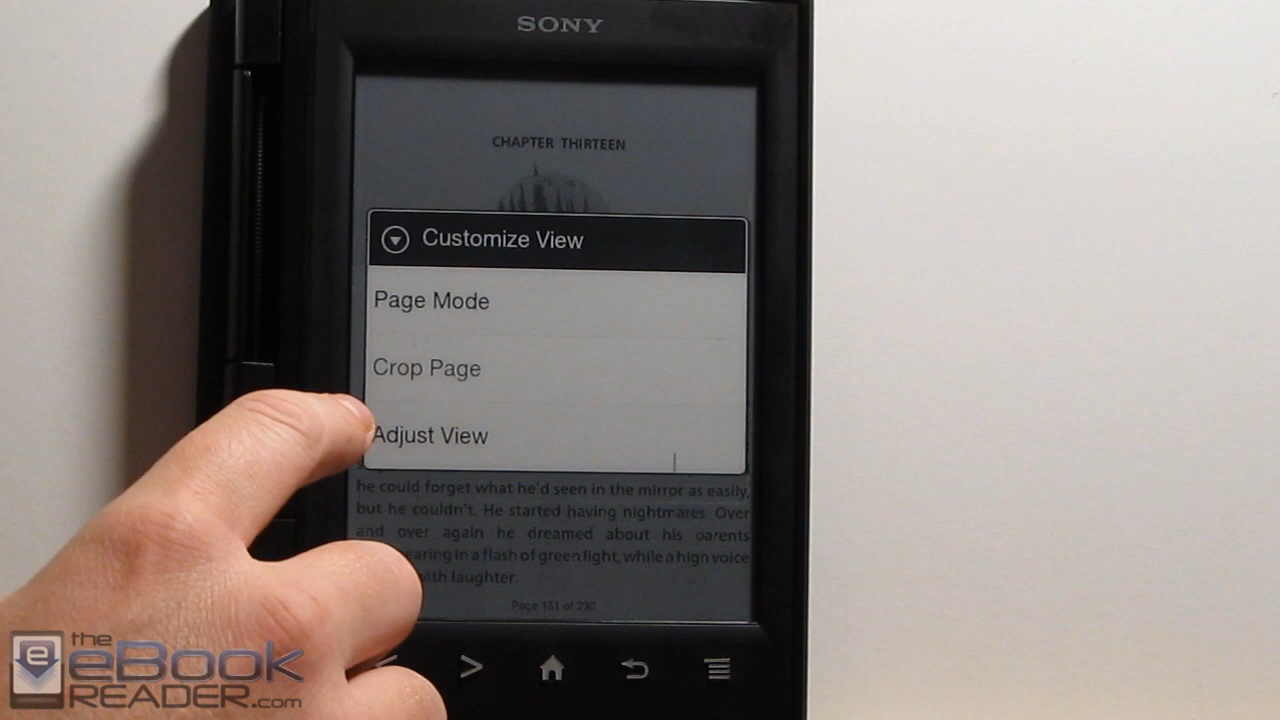 SONY
CHAPTER THIRTEEN
Customize View
Page Mode
Crop Page
Adjust View
he could forget what he'd seen in the mirror as easily,
but he couldn't. He started having nightmares. Over
and over again he dreamed about his parents
earing in a flash of green light, while a high voice
with laughter.
Page 151 of 230
the
eBook
READER.com